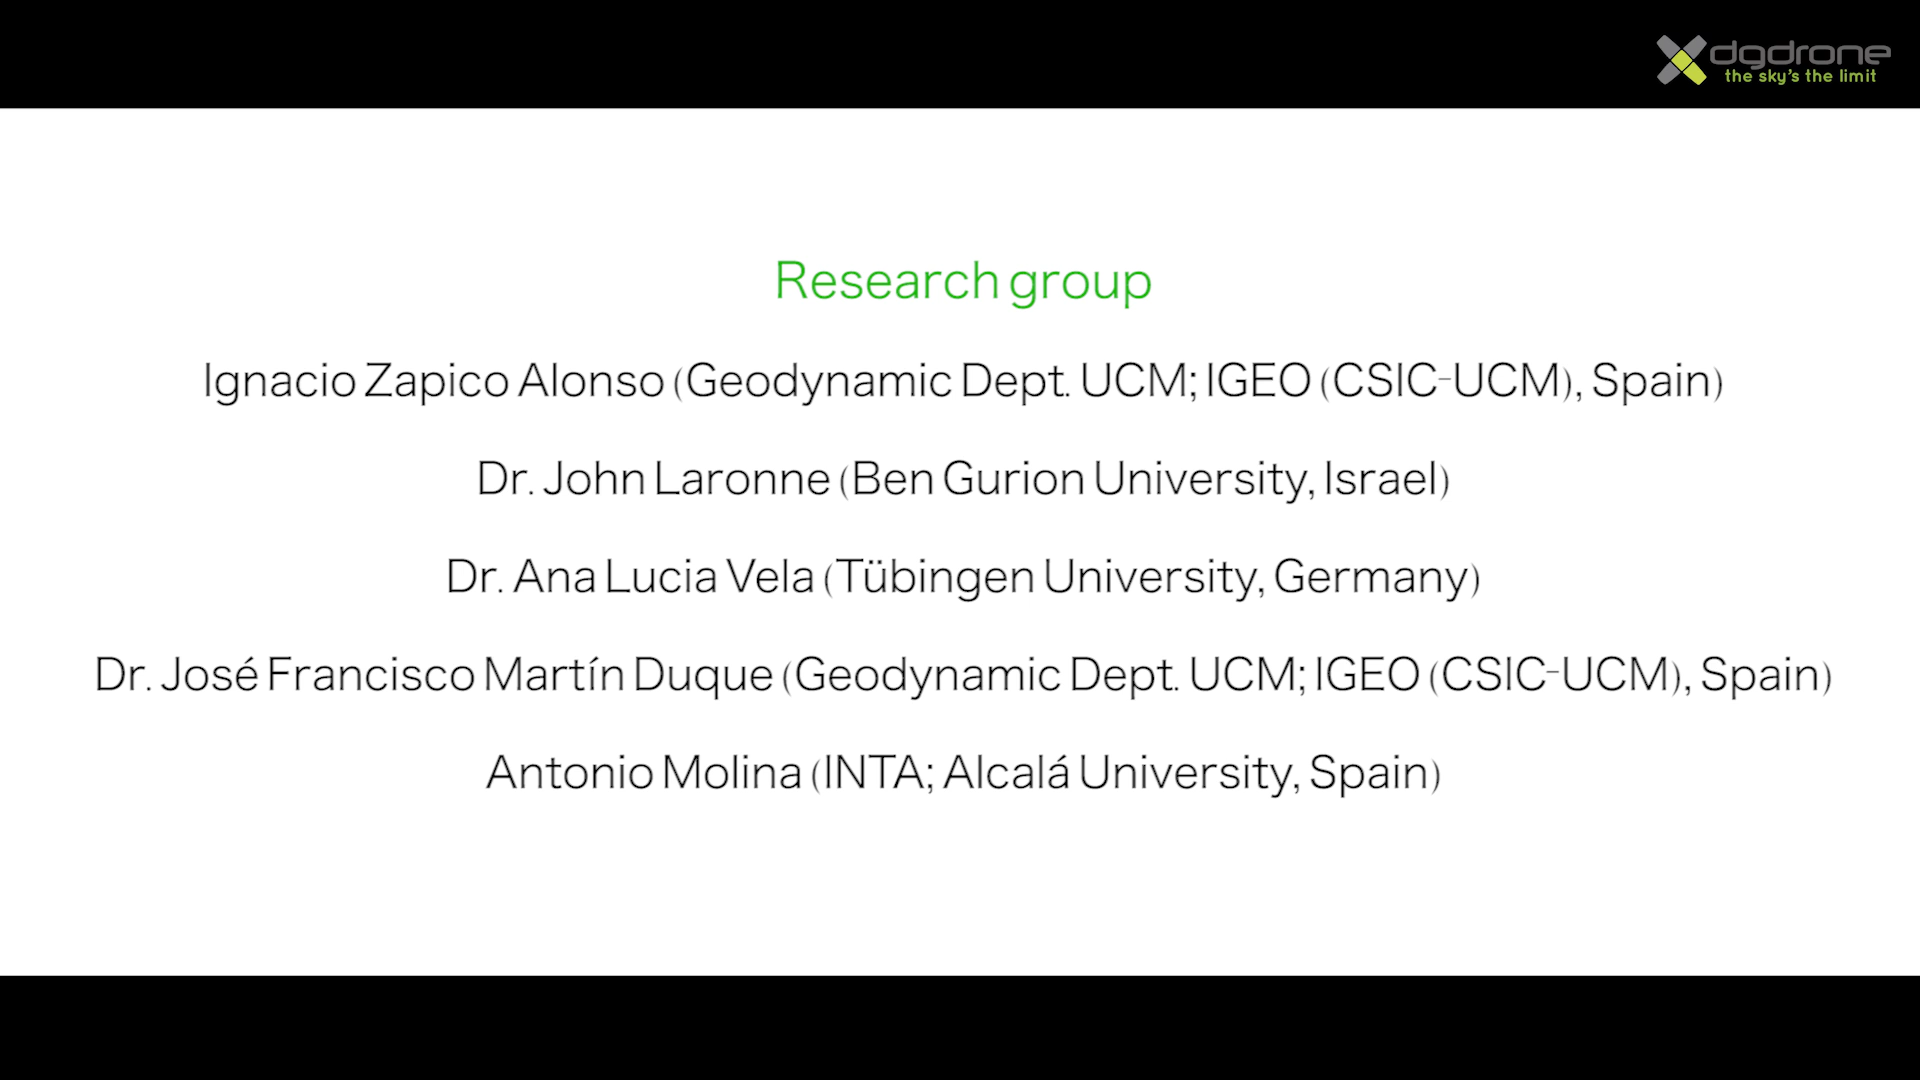 dgdrone
the sky's the limit
Research group
Ignacio Zapico Alonso (Geodynamic Dept. UCM; IGEO (CSIC-UCM), Spain)
Dr. John Laronne (Ben Gurion University, Israel)
Dr. Ana Lucia Vela (Tübingen University, Germany)
Dr. José Francisco Martín Duque (Geodynamic Dept. UCM; IGEO (CSIC-UCM), Spain)
Antonio Molina (INTA; Alcalá University, Spain)